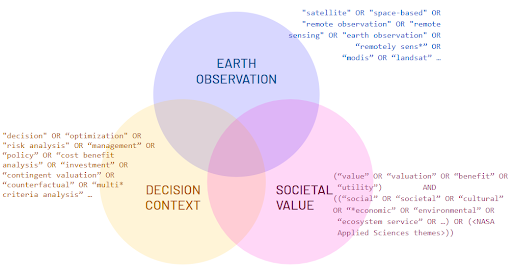 "satellite" OR "space-based" OR
"remote observation" OR "remote
sensing" OR "earth observation" OR
“remotely sens*” OR
"modis" OR "landsat" …
EARTH
OBSERVATION
"decision" OR "optimization" OR
"risk analysis" OR “management” OR
"policy" OR "cost benefit
analysis" OR “investment” OR
“contingent valuation” OR
“counterfactual” OR “multi*
criteria analysis” …
DECISION
CONTEXT
SOCIETAL
VALUE
(“value” OR “valuation” OR “benefit” OR
“utility”) AND
((“social” OR “societal” OR “cultural”
OR “*economic” OR “environmental” OR
“ecosystem service” OR …) OR (<NASA
Applied Sciences themes>))